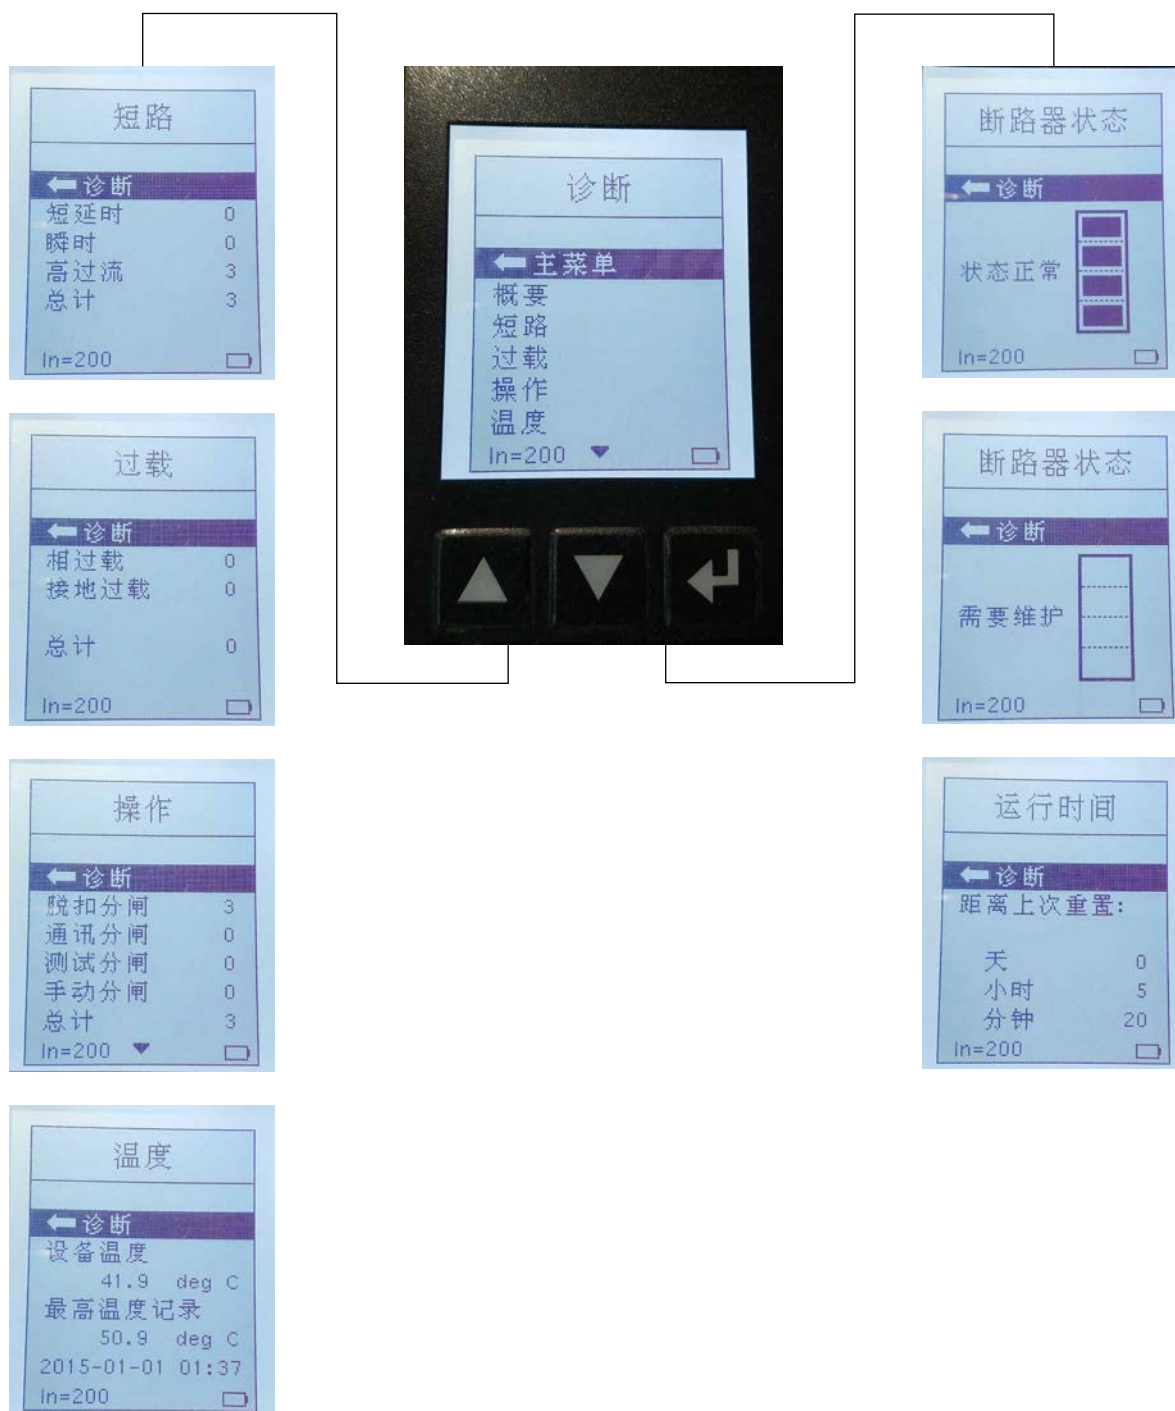 短路
诊断
短延时 0
瞬时 0
高过流 3
总计 3
In=200
过载
诊断
相过载 0
接地过载 0
总计 0
In=200
操作
诊断
脱扣分闸 3
通讯分闸 0
测试分闸 0
手动分闸 0
总计 3
In=200
温度
诊断
设备温度
41.9 deg C
最高温度记录
50.9 deg C
2015-01-01 01:37
In=200
诊断
主菜单
概要
短路
过载
操作
温度
In=200
断路器状态
诊断
状态正常
In=200
断路器状态
诊断
需要维护
In=200
运行时间
诊断
距离上次重置:
天 0
小时 5
分钟 20
In=200